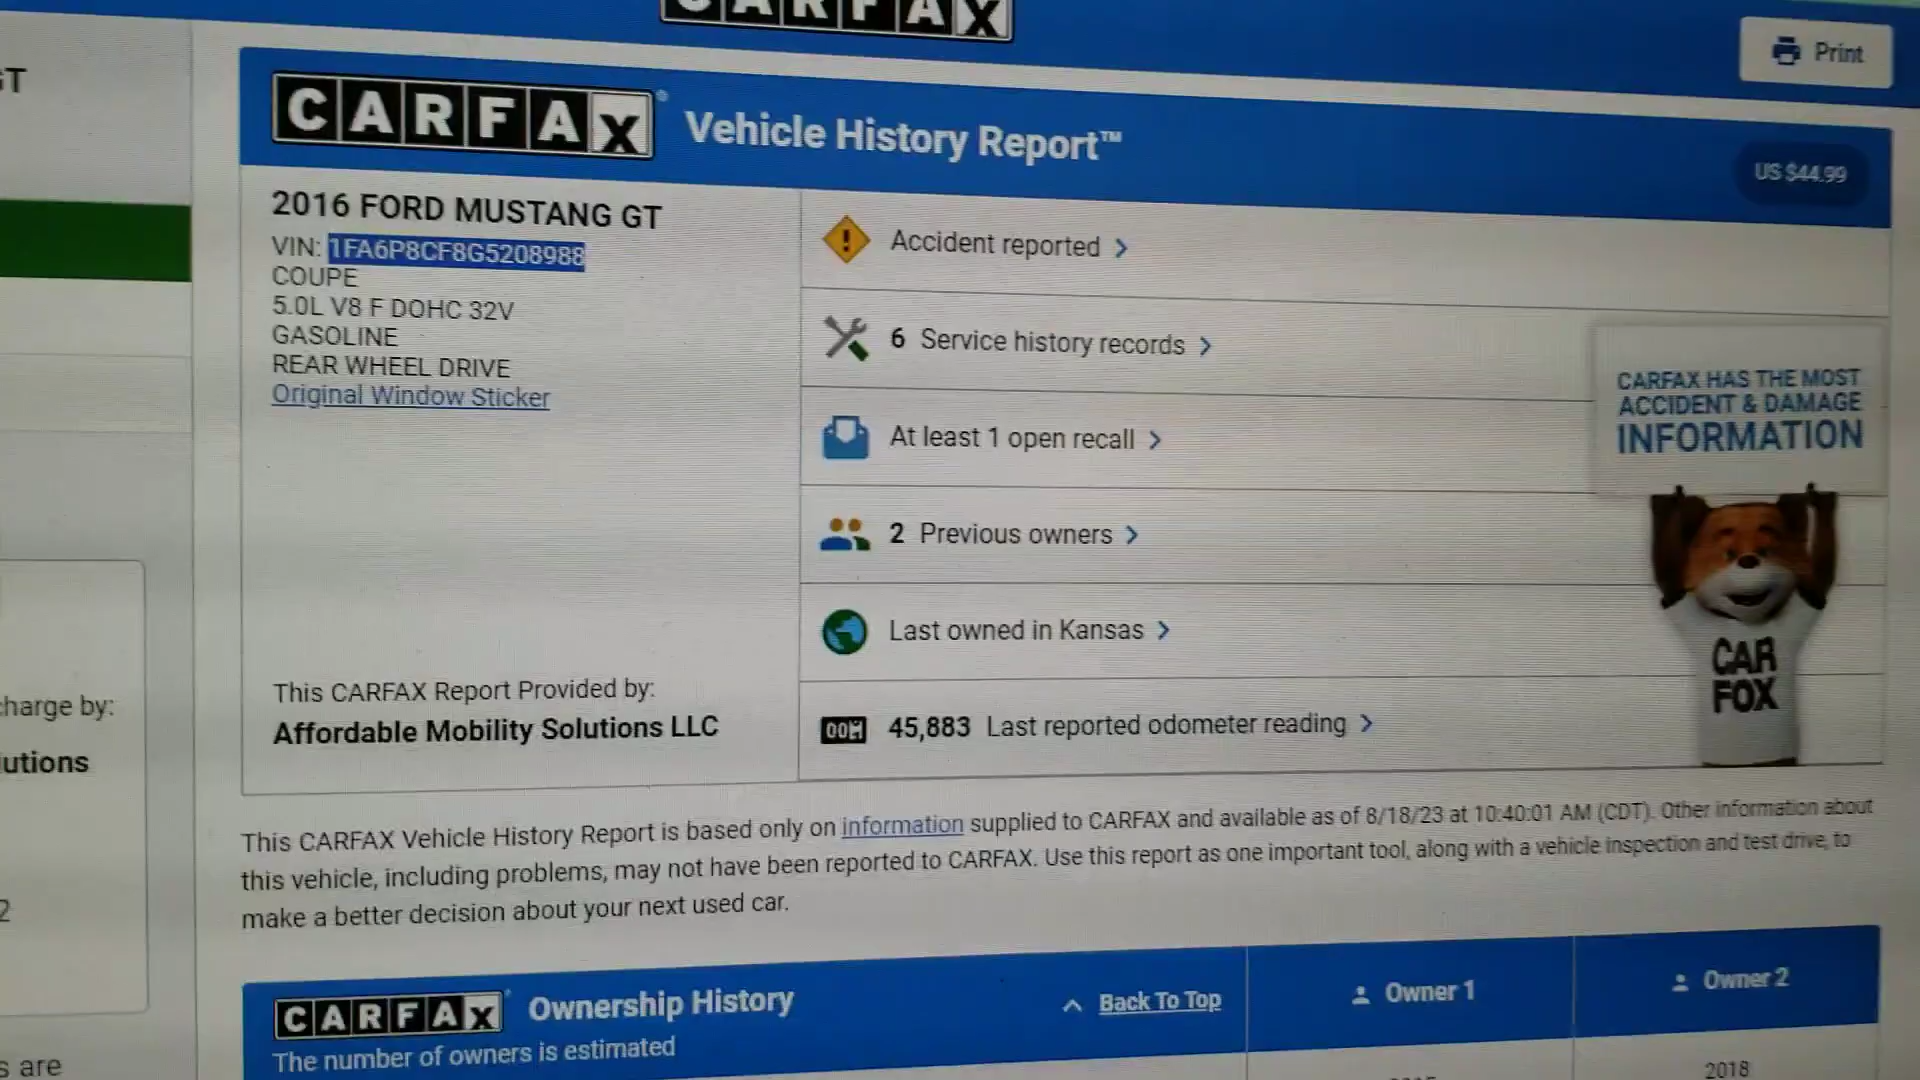 CARFAX
Print
GT
CARFAX® Vehicle History Report™
US $44.99
2016 FORD MUSTANG GT
VIN: 1FA6P8CF8G5208988
COUPE
5.0L V8 F DOHC 32V
GASOLINE
REAR WHEEL DRIVE
Original Window Sticker
This CARFAX Report Provided by:
Affordable Mobility Solutions LLC
Accident reported
6 Service history records
At least 1 open recall
2 Previous owners
Last owned in Kansas
45,883 Last reported odometer reading
CARFAX HAS THE MOST
ACCIDENT & DAMAGE
INFORMATION
CAR
FOX
charge by:
lutions
2
s are
This CARFAX Vehicle History Report is based only on information supplied to CARFAX and available as of 8/18/23 at 10:40:01 AM (CDT). Other information about
this vehicle, including problems, may not have been reported to CARFAX. Use this report as one important tool, along with a vehicle inspection and test drive, to
make a better decision about your next used car.
CARFAX® Ownership History
Back To Top
Owner 1
Owner 2
The number of owners is estimated
2018